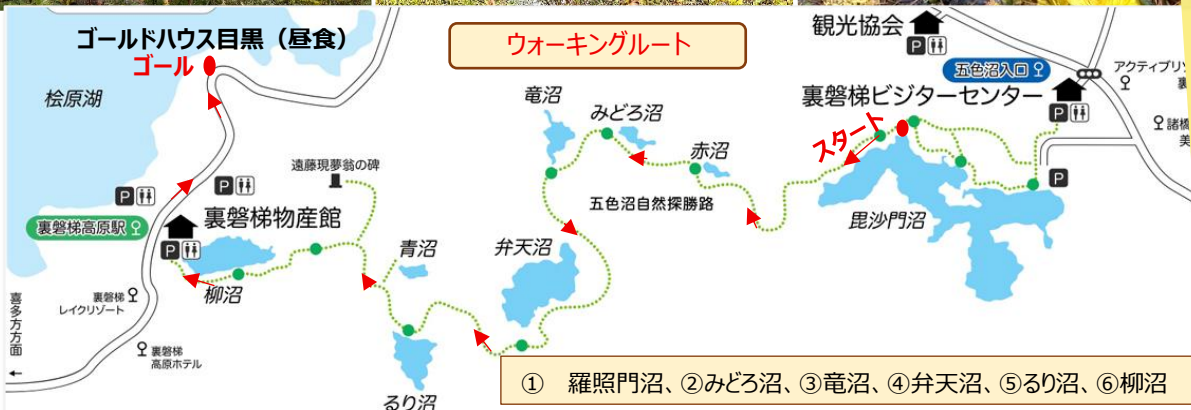 ゴールドハウス目黒（昼食）
ゴール
ウォーキングルート
観光協会
P
五色沼入口
アクティブリゾ
裏
裏磐梯ビジターセンター
P
スタート
諸橋
美
P
桧原湖
竜沼
みどろ沼
赤沼
遠藤現夢翁の碑
五色沼自然探勝路
毘沙門沼
P
P
裏磐梯高原駅
裏磐梯物産館
P
青沼
弁天沼
柳沼
裏磐梯
レイクリゾート
喜多方方面
←
裏磐梯
高原ホテル
るり沼
① 羅照門沼、②みどろ沼、③竜沼、④弁天沼、⑤るり沼、⑥柳沼